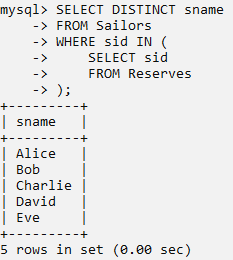 mysql> SELECT DISTINCT sname
    -> FROM Sailors
    -> WHERE sid IN (
    ->     SELECT sid
    ->     FROM Reserves
    -> );
+---------+
| sname   |
+---------+
| Alice   |
| Bob     |
| Charlie |
| David   |
| Eve     |
+---------+
5 rows in set (0.00 sec)